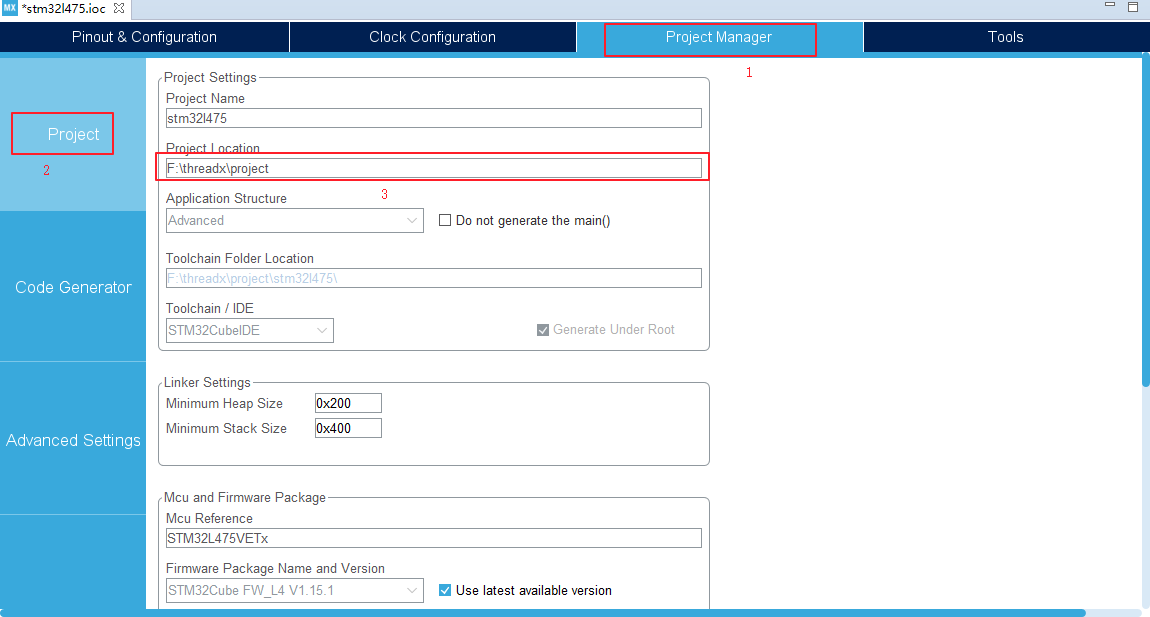 MX *stm32l475.ioc
Pinout & Configuration
Clock Configuration
Project Manager
Tools
1
Project
2
Code Generator
Advanced Settings
Project Settings
Project Name
stm32l475
Project Location
F:\threadx\project
3
Application Structure
Advanced
Do not generate the main()
Toolchain Folder Location
F:\threadx\project\stm32l475\
Toolchain / IDE
STM32CubeIDE
Generate Under Root
Linker Settings
Minimum Heap Size
0x200
Minimum Stack Size
0x400
Mcu and Firmware Package
Mcu Reference
STM32L475VETx
Firmware Package Name and Version
STM32Cube FW_L4 V1.15.1
Use latest available version